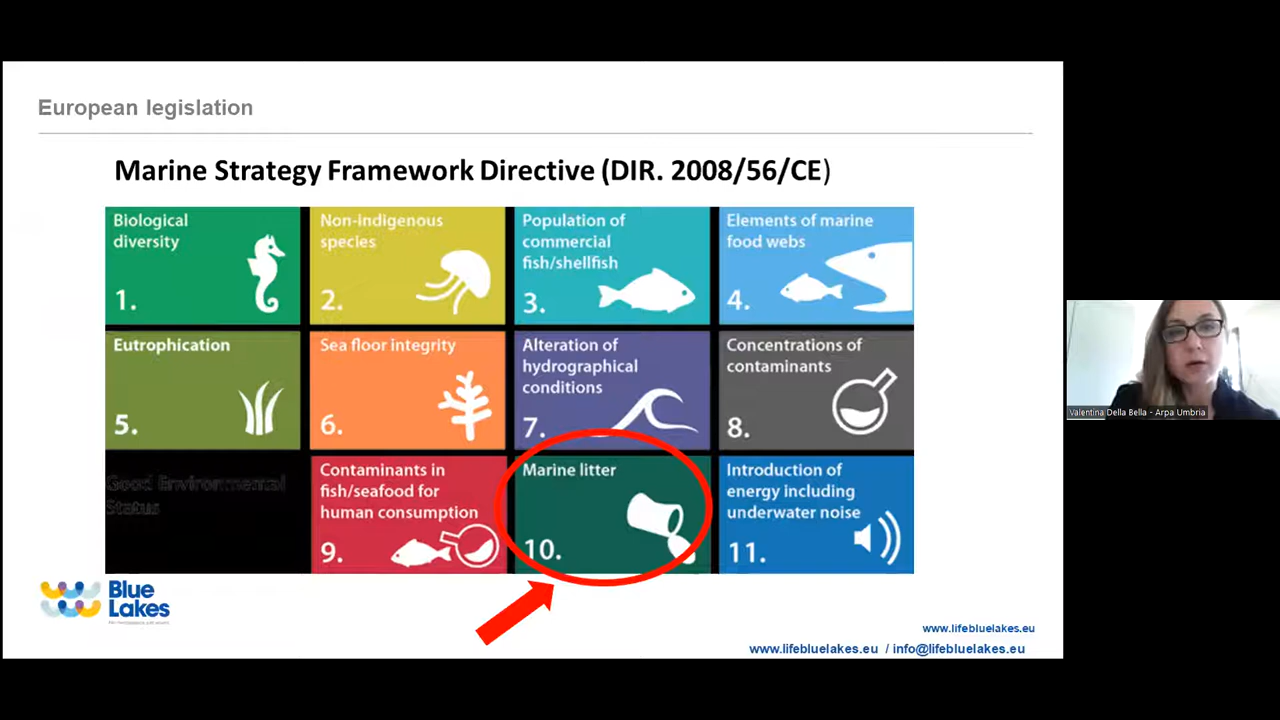 European legislation
Marine Strategy Framework Directive (DIR. 2008/56/CE)
Biological
diversity
1.
Non-indigenous
species
2.
Population of
commercial
fish/shellfish
3.
Elements of marine
food webs
4.
Eutrophication
5.
Sea floor integrity
6.
Alteration of
hydrographical
conditions
7.
Concentrations of
contaminants
8.
Good Environmental
Status
Contaminants in
fish/seafood for
human consumption
9.
Marine litter
10.
Introduction of
energy including
underwater noise
11.
Blue
Lakes
www.lifebluelakes.eu
www.lifebluelakes.eu / info@lifebluelakes.eu
Valentina Della Bella - Arpa Umbria